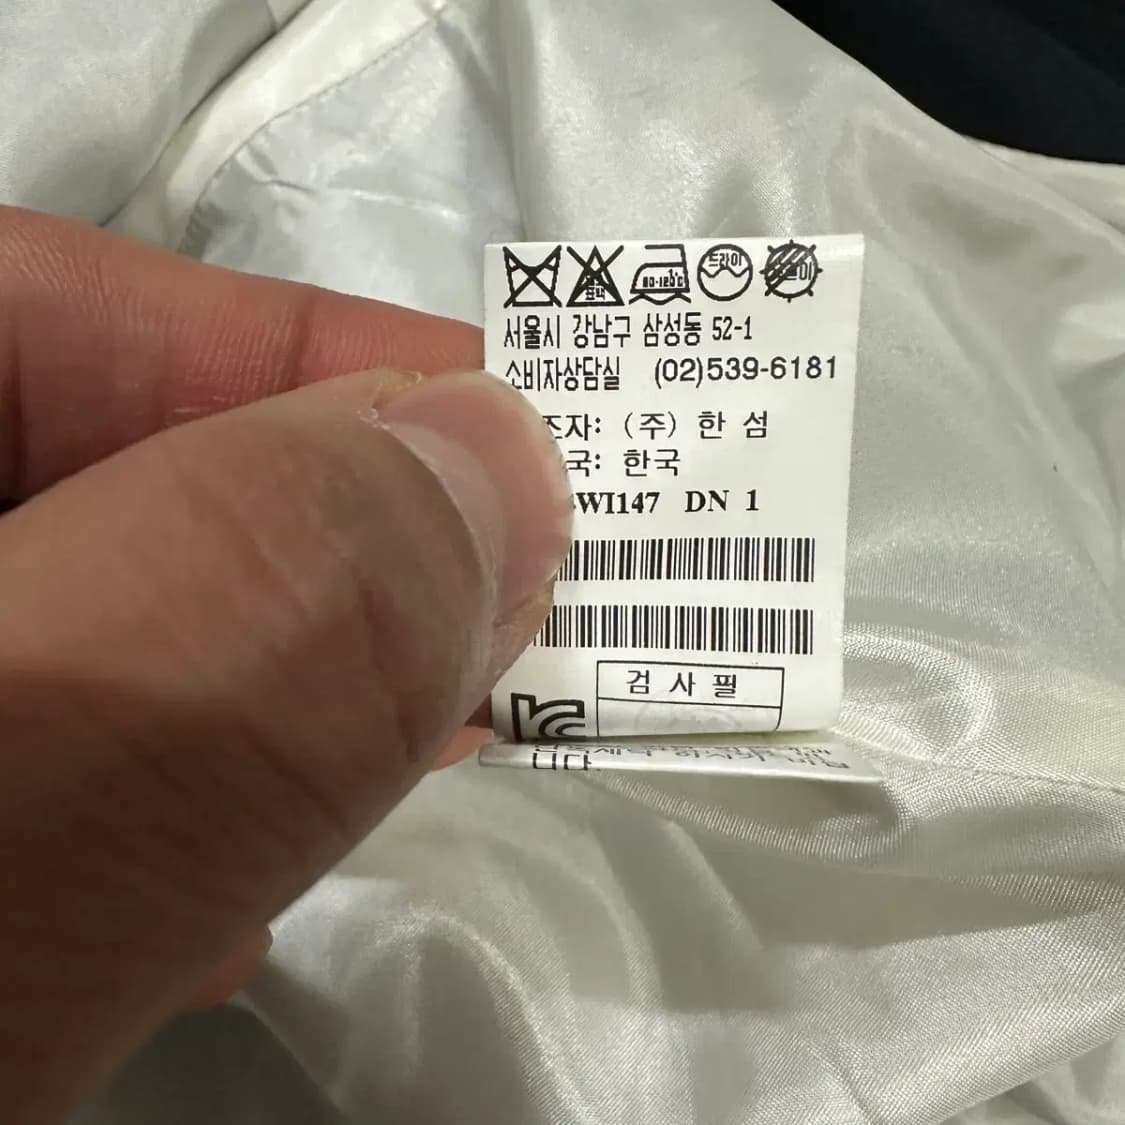 80-120°C 드라이
서울시 강남구 삼성동 52-1
소비자상담실 (02)539-6181
조자: (주) 한 섬
국: 한국
WI147 DN 1
검 사 필
니다.